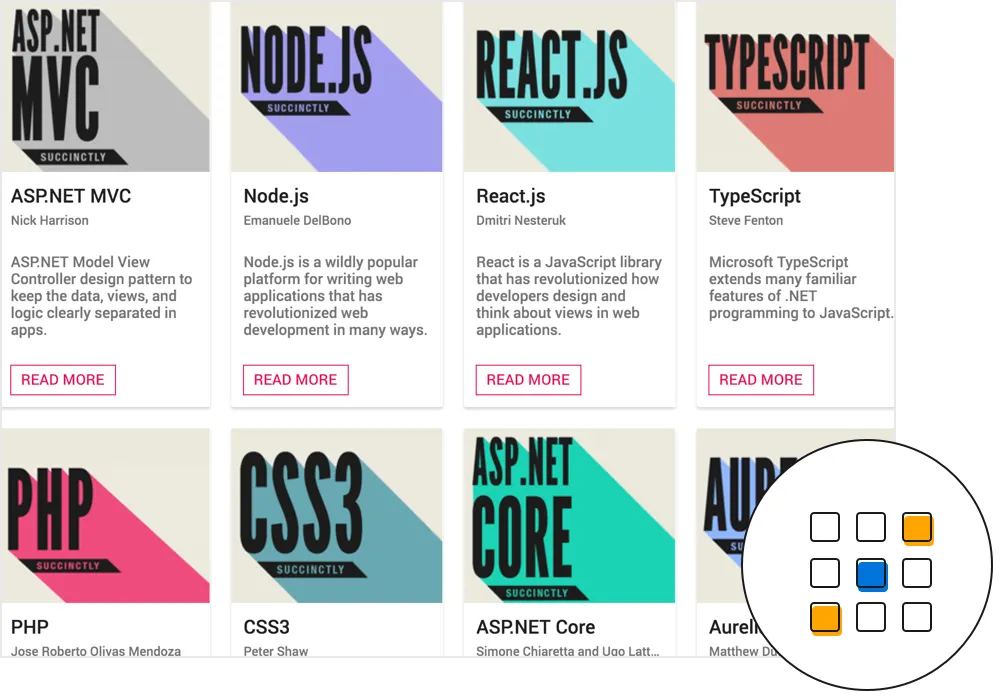 ASP.NET
MVC
SUCCINCTLY
NODE.JS
SUCCINCTLY
REACT.JS
SUCCINCTLY
TYPESCRIPT
SUCCINCTLY
ASP.NET MVC
Nick Harrison
ASP.NET Model View
Controller design pattern to
keep the data, views, and
logic clearly separated in
apps.
READ MORE
Node.js
Emanuele DelBono
Node.js is a wildly popular
platform for writing web
applications that has
revolutionized web
development in many ways.
READ MORE
React.js
Dmitri Nesteruk
React is a JavaScript library
that has revolutionized how
developers design and
think about views in web
applications.
READ MORE
TypeScript
Steve Fenton
Microsoft TypeScript
extends many familiar
features of .NET
programming to JavaScript.
READ MORE
PHP
SUCCINCTLY
CSS3
SUCCINCTLY
ASP.NET
CORE
SUCCINCTLY
PHP
Jose Roberto Olivas Mendoza
CSS3
Peter Shaw
ASP.NET Core
Simone Chiaretta and Ugo Latt...
Matthew